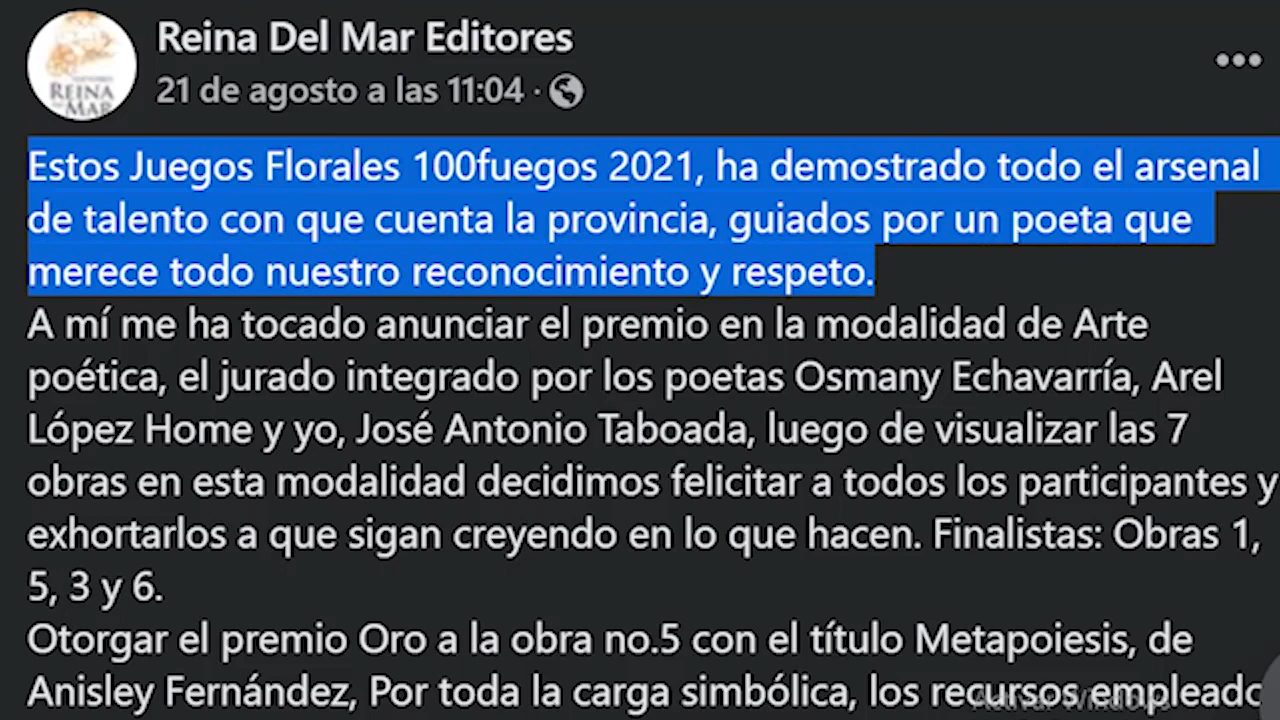 Reina Del Mar Editores
21 de agosto a las 11:04 ·
REINA
DEL MAR
Estos Juegos Florales 100fuegos 2021, ha demostrado todo el arsenal
de talento con que cuenta la provincia, guiados por un poeta que
merece todo nuestro reconocimiento y respeto.
A mí me ha tocado anunciar el premio en la modalidad de Arte
poética, el jurado integrado por los poetas Osmany Echavarría, Arel
López Home y yo, José Antonio Taboada, luego de visualizar las 7
obras en esta modalidad decidimos felicitar a todos los participantes y
exhortarlos a que sigan creyendo en lo que hacen. Finalistas: Obras 1,
5, 3 y 6.
Otorgar el premio Oro a la obra no.5 con el título Metapoiesis, de
Anisley Fernández, Por toda la carga simbólica, los recursos empleado
Activar Windows